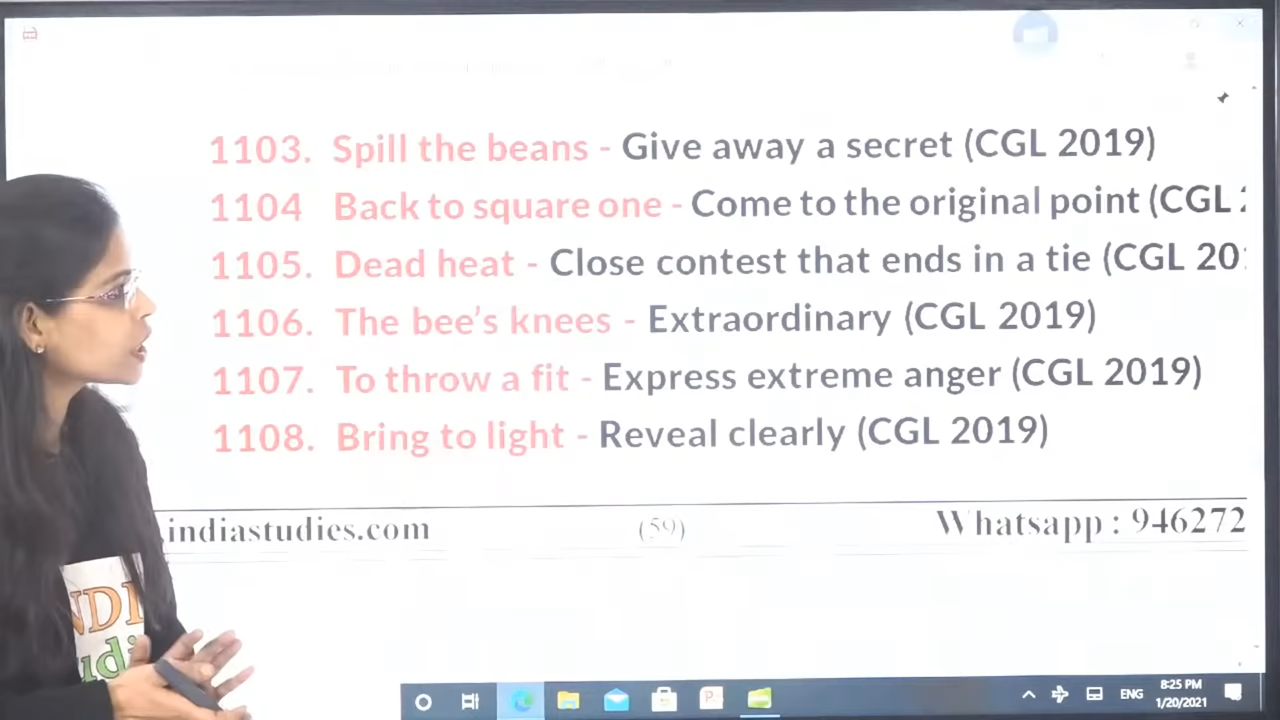 1103. Spill the beans - Give away a secret (CGL 2019)
1104 Back to square one - Come to the original point (CGL
1105. Dead heat - Close contest that ends in a tie (CGL 20
1106. The bee's knees - Extraordinary (CGL 2019)
1107. To throw a fit - Express extreme anger (CGL 2019)
1108. Bring to light - Reveal clearly (CGL 2019)
.indiastudies.com (59) Whatsapp : 946272
NDI
udi
ENG 8:25 PM
1/20/2021